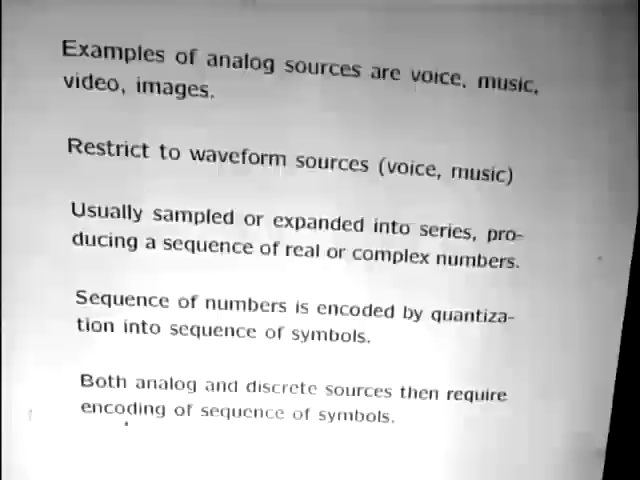 Examples of analog sources are voice, music,
video, images.
Restrict to waveform sources (voice, music)
Usually sampled or expanded into series, pro-
ducing a sequence of real or complex numbers.
Sequence of numbers is encoded by quantiza-
tion into sequence of symbols.
Both analog and discrete sources then require
encoding of sequence of symbols.